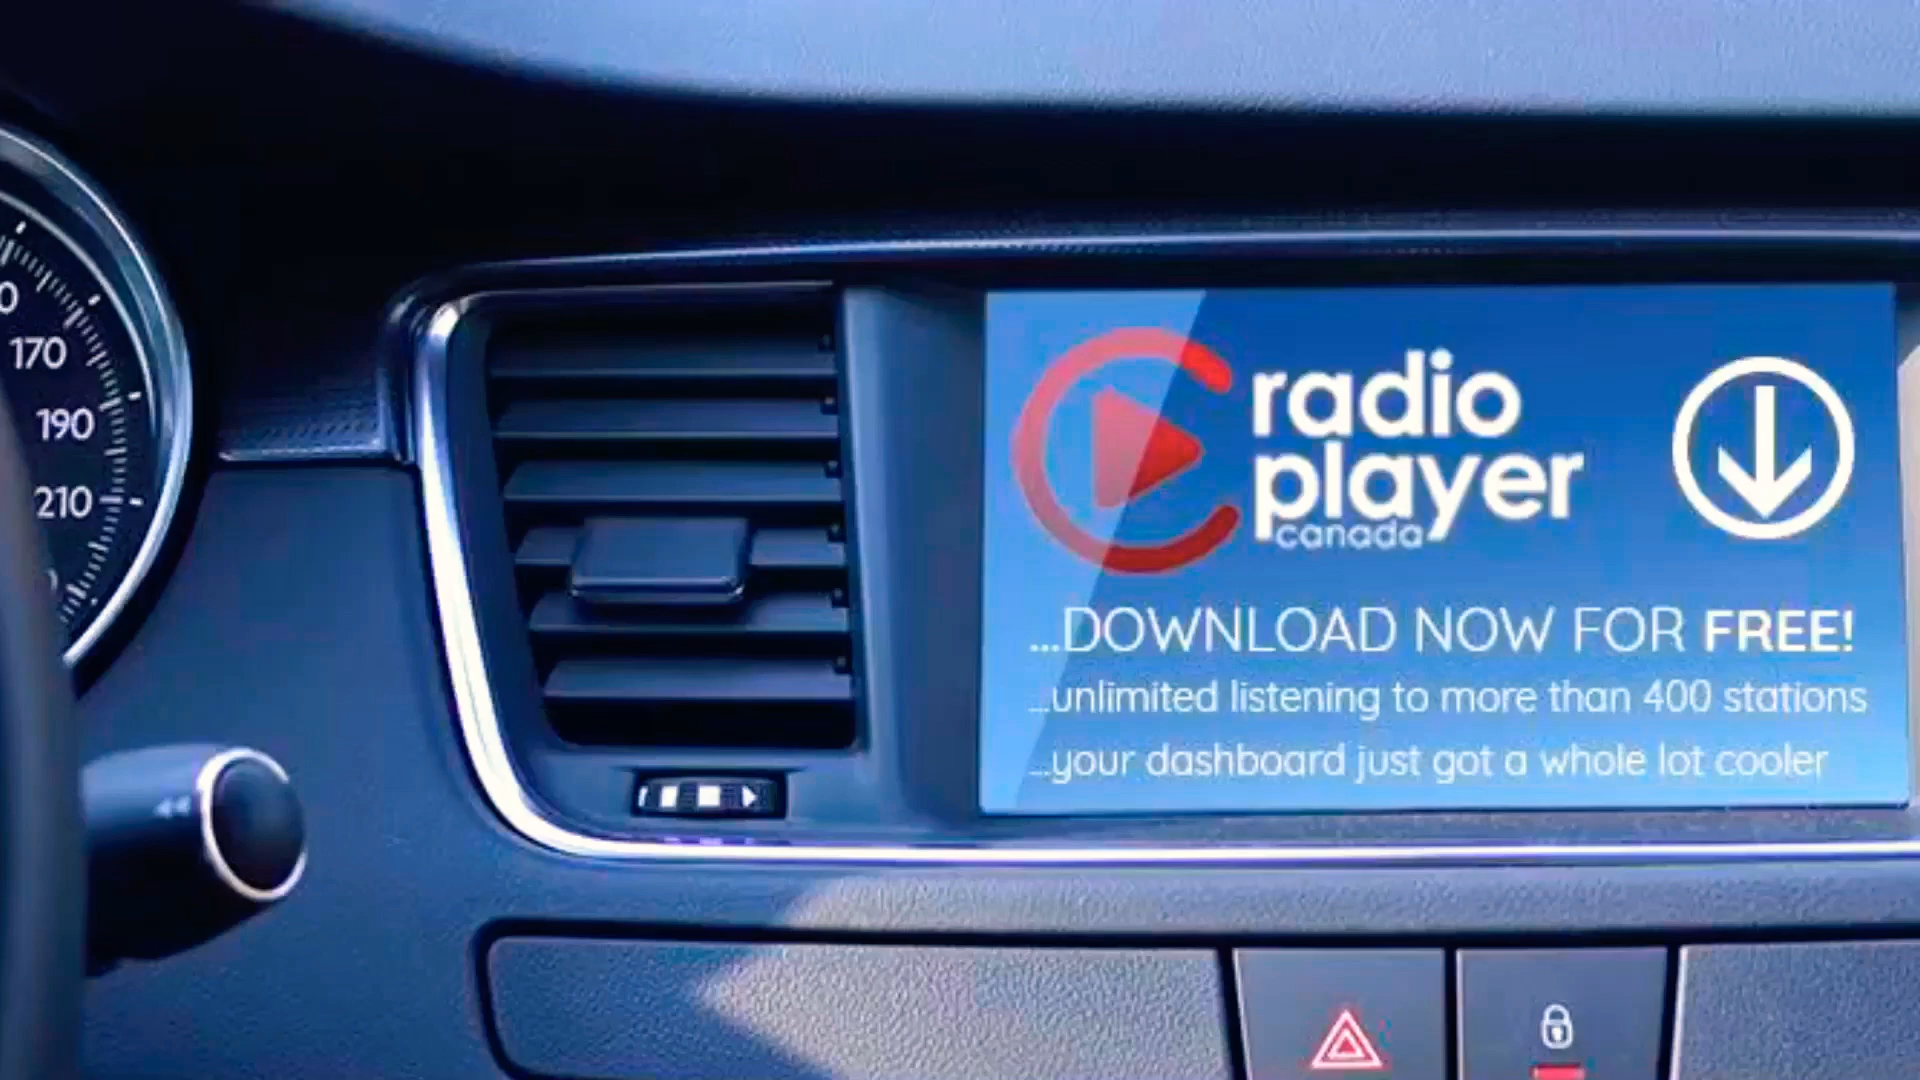 170
190
210
radio
player
canada
...DOWNLOAD NOW FOR FREE!
...unlimited listening to more than 400 stations
...your dashboard just got a whole lot cooler